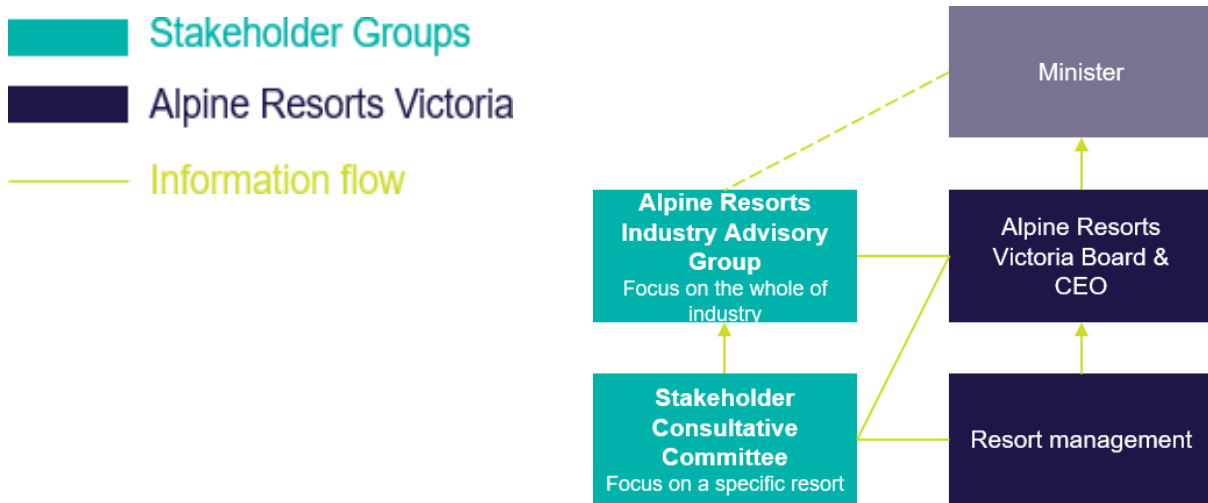 Stakeholder Groups
Alpine Resorts Victoria
Information flow
Minister
Alpine Resorts
Industry Advisory
Group
Focus on the whole of
industry
Alpine Resorts
Victoria Board &
CEO
Stakeholder
Consultative
Committee
Focus on a specific resort
Resort management